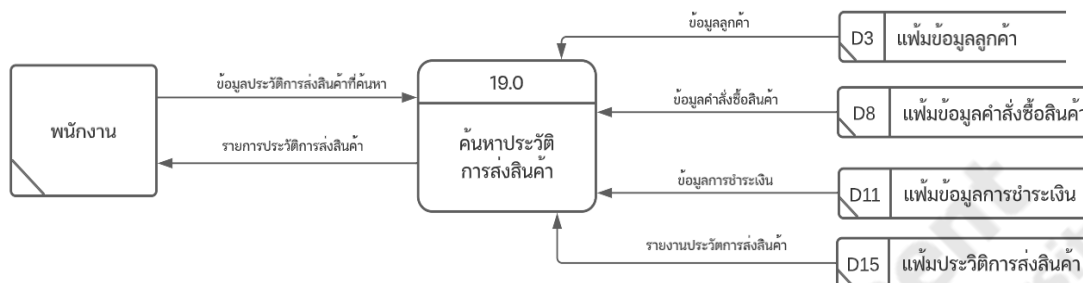 ข้อมูลลูกค้า
D3 แฟ้มข้อมูลลูกค้า
19.0
ข้อมูลประวัติการส่งสินค้าที่ค้นหา
ข้อมูลคำสั่งซื้อสินค้า
D8 แฟ้มข้อมูลคำสั่งซื้อสินค้า
พนักงาน
ค้นหาประวัติ
การส่งสินค้า
รายการประวัติการส่งสินค้า
ข้อมูลการชำระเงิน
D11 แฟ้มข้อมูลการชำระเงิน
รายงานประวัตการส่งสินค้า
D15 แฟ้มประวิติการส่งสินค้า